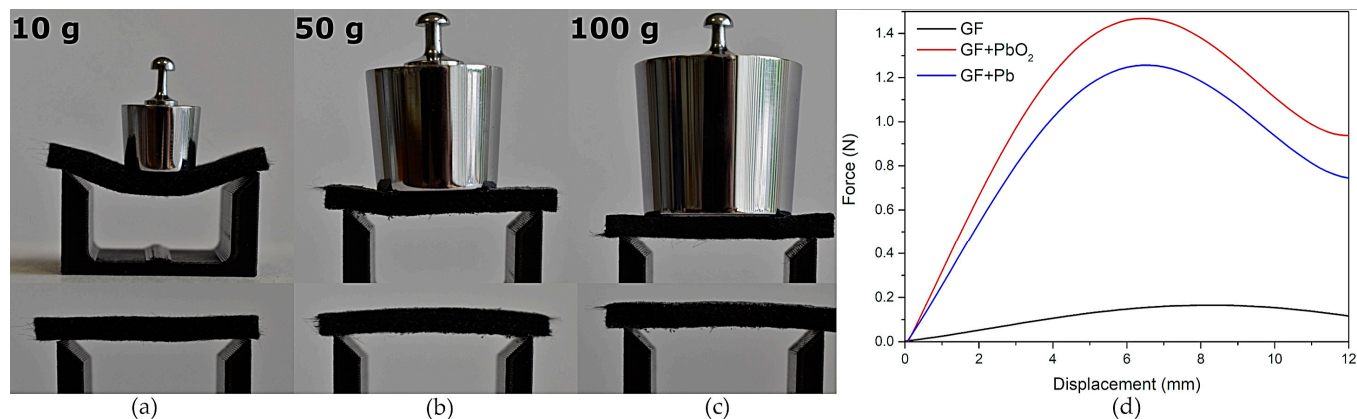 10 g
50 g
100 g
GF
GF+PbO₂
GF+Pb
1.4
1.2
1.0
0.8
0.6
0.4
0.2
0.0
0
2
4
6
8
10
12
Force (N)
Displacement (mm)
(a)
(b)
(c)
(d)